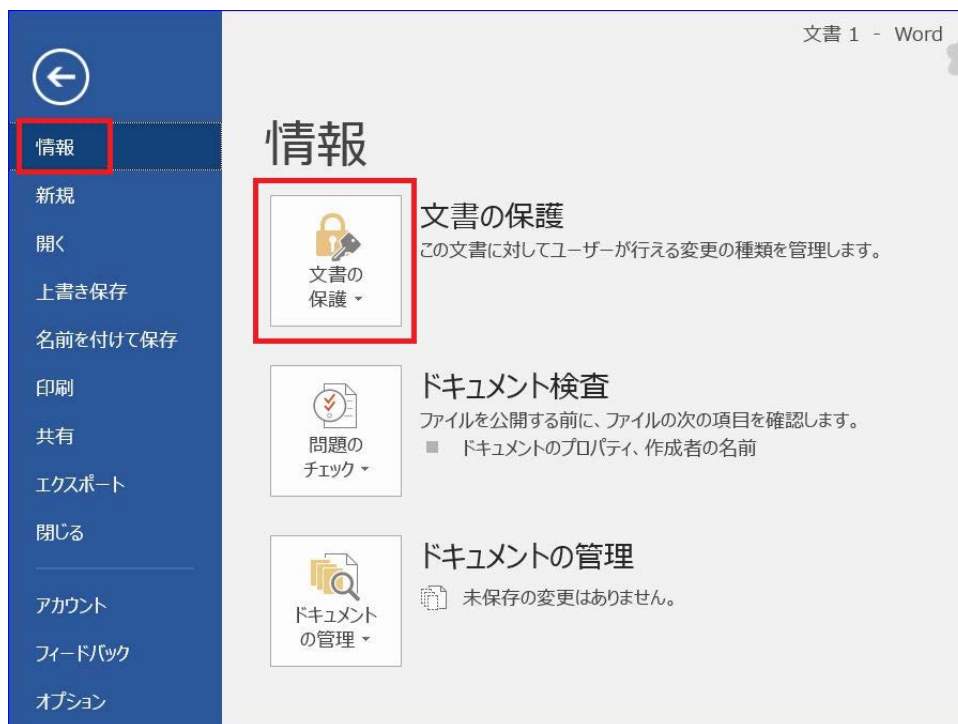 文書 1 - Word
情報
新規
開く
上書き保存
名前を付けて保存
印刷
共有
エクスポート
閉じる
アカウント
フィードバック
オプション
情報
文書の
保護
文書の保護
この文書に対してユーザーが行える変更の種類を管理します。
問題の
チェック
ドキュメント検査
ファイルを公開する前に、ファイルの次の項目を確認します。
ドキュメントのプロパティ、作成者の名前
ドキュメント
の管理
ドキュメントの管理
未保存の変更はありません。